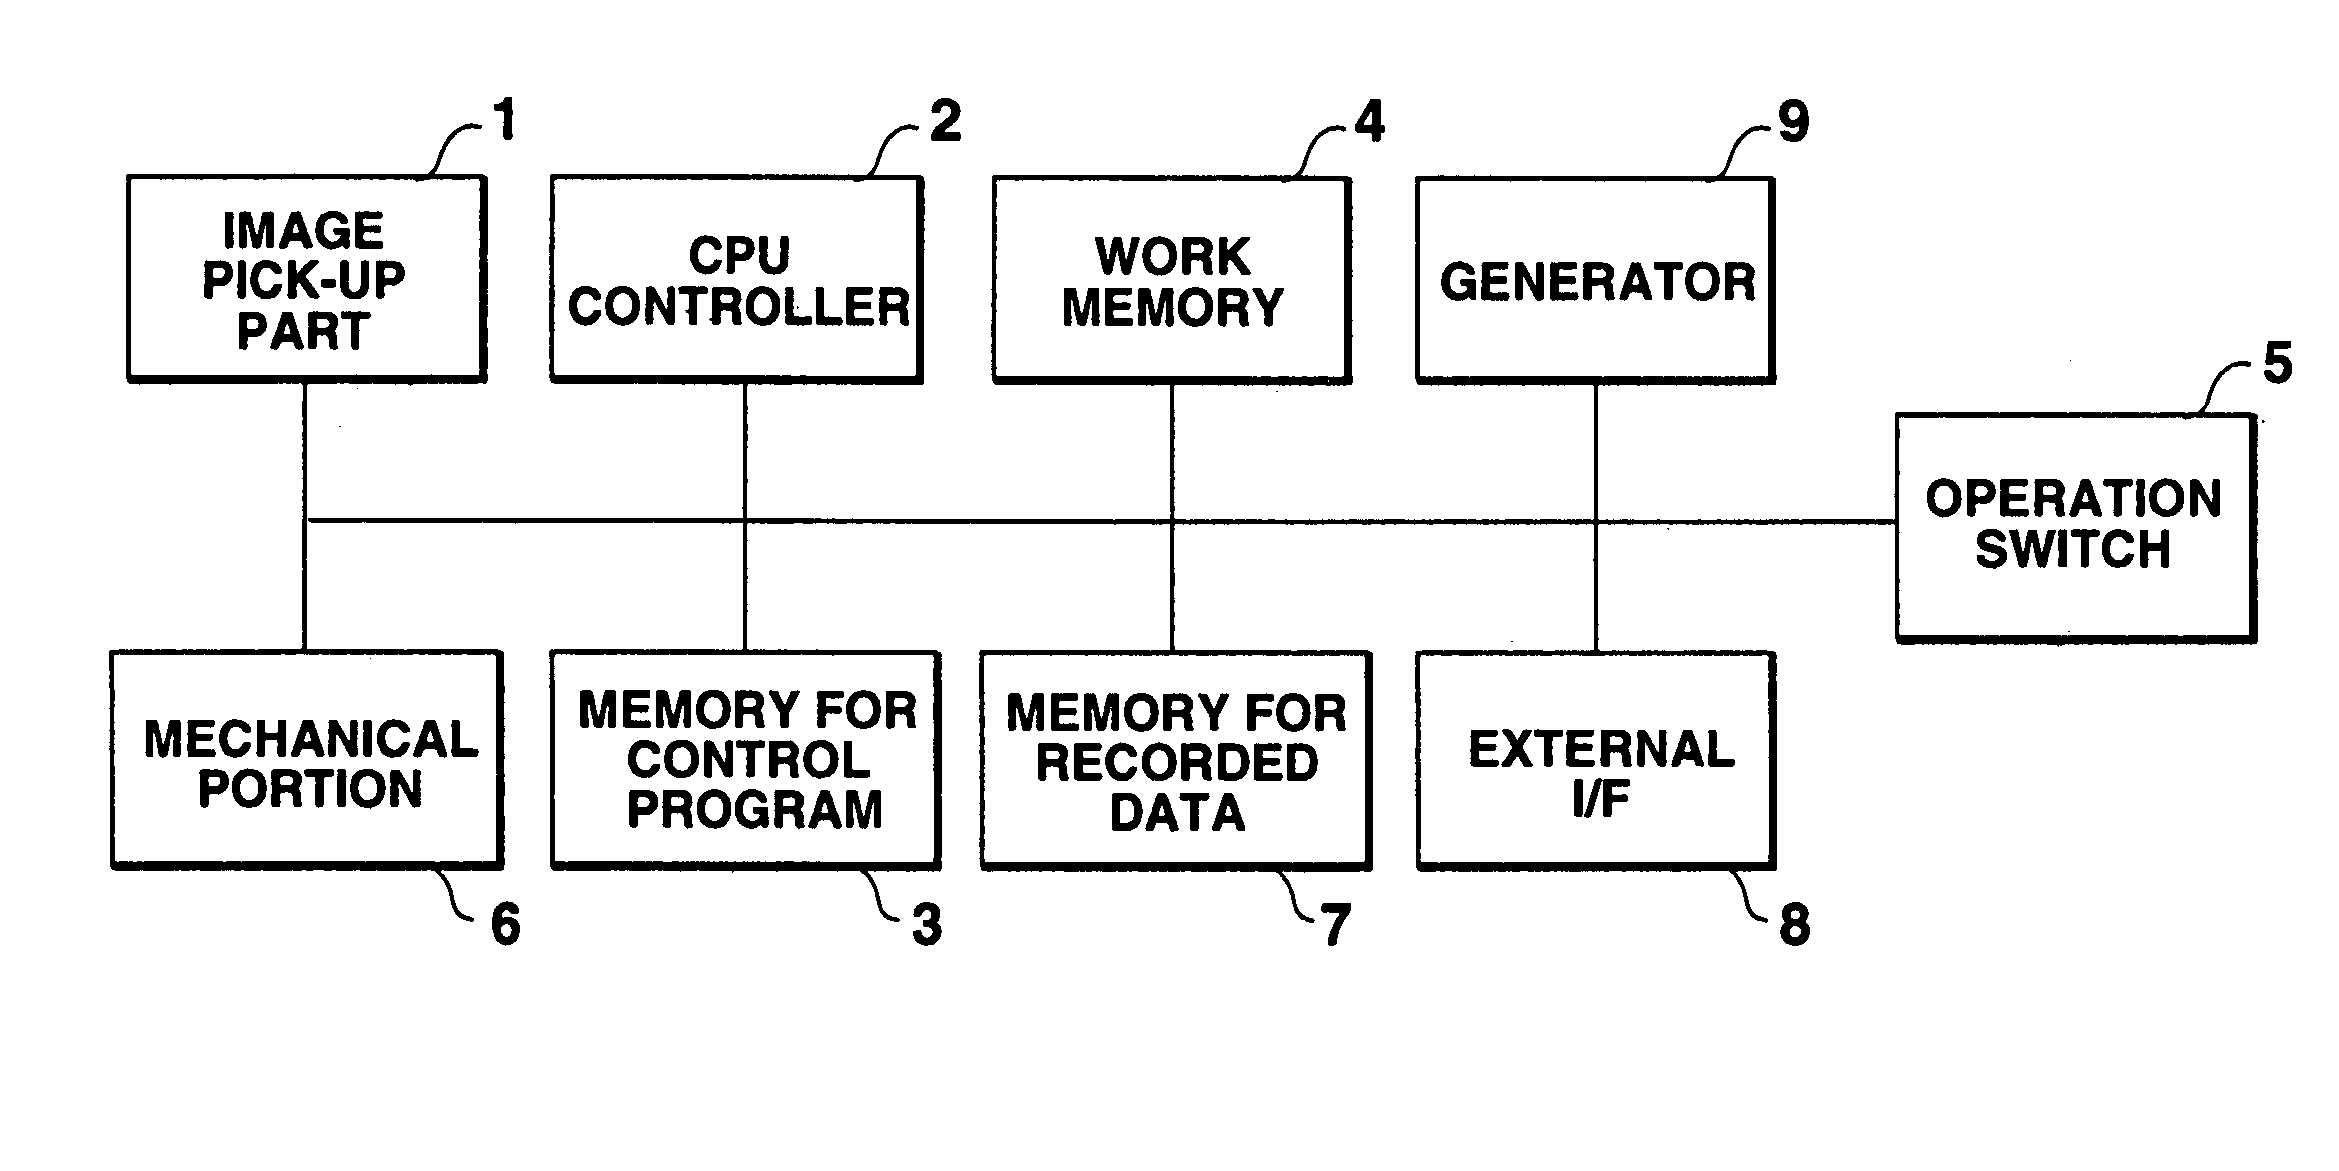 1
IMAGE
PICK-UP
PART
2
CPU
CONTROLLER
4
WORK
MEMORY
9
GENERATOR
5
OPERATION
SWITCH
MECHANICAL
PORTION
6
MEMORY FOR
CONTROL
PROGRAM
3
MEMORY FOR
RECORDED
DATA
7
EXTERNAL
I/F
8